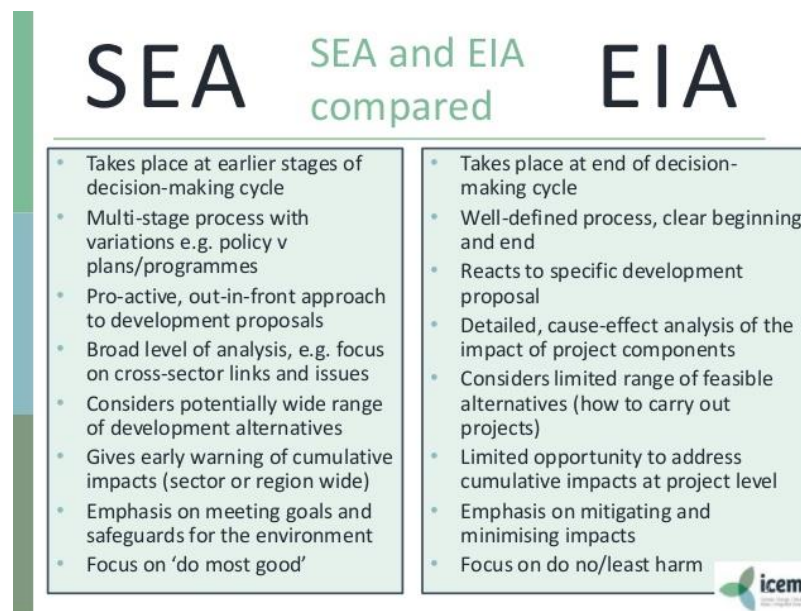 SEA
SEA and EIA
compared
EIA
• Takes place at earlier stages of
decision-making cycle
• Multi-stage process with
variations e.g. policy v
plans/programmes
• Pro-active, out-in-front approach
to development proposals
• Broad level of analysis, e.g. focus
on cross-sector links and issues
• Considers potentially wide range
of development alternatives
• Gives early warning of cumulative
impacts (sector or region wide)
• Emphasis on meeting goals and
safeguards for the environment
• Focus on ‘do most good’
• Takes place at end of decision-
making cycle
• Well-defined process, clear beginning
and end
• Reacts to specific development
proposal
• Detailed, cause-effect analysis of the
impact of project components
• Considers limited range of feasible
alternatives (how to carry out
projects)
• Limited opportunity to address
cumulative impacts at project level
• Emphasis on mitigating and
minimising impacts
• Focus on do no/least harm
icem